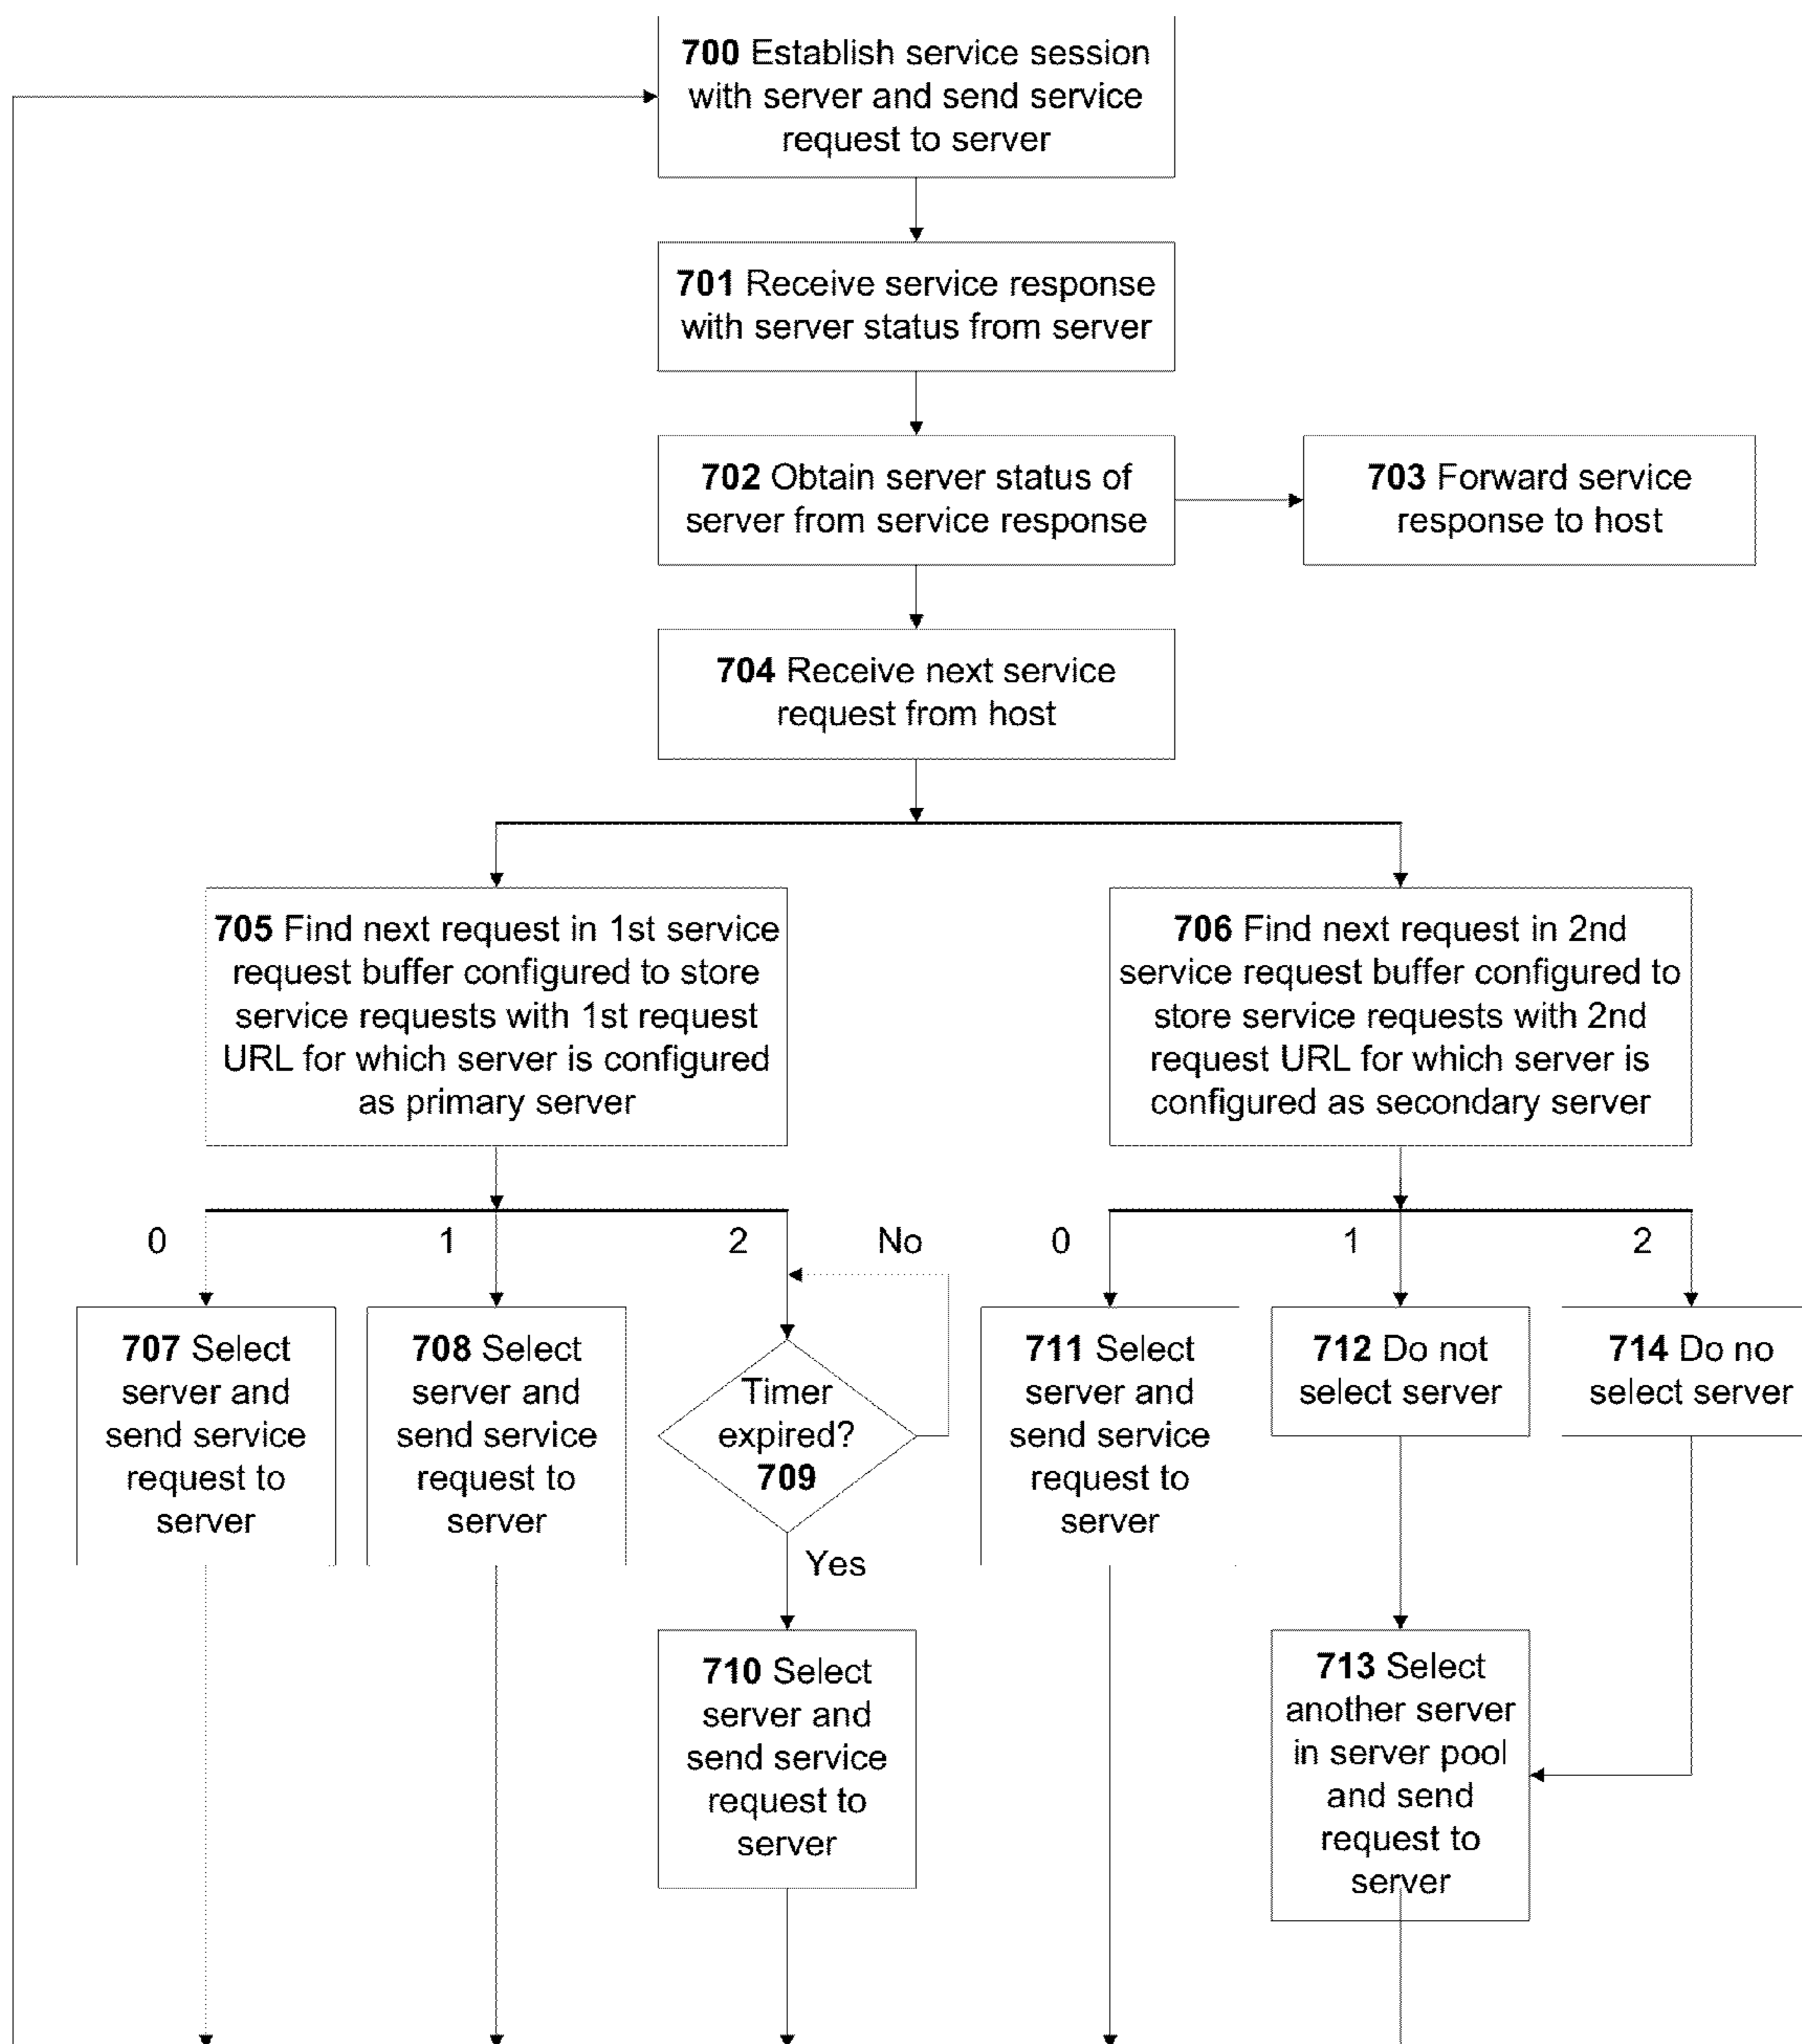 700 Establish service session
with server and send service
request to server
701 Receive service response
with server status from server
702 Obtain server status of
server from service response
703 Forward service
response to host
704 Receive next service
request from host
705 Find next request in 1st service
request buffer configured to store
service requests with 1st request
URL for which server is configured
as primary server
706 Find next request in 2nd
service request buffer configured to
store service requests with 2nd
request URL for which server is
configured as secondary server
0
1
2
No
0
1
2
707 Select
server and
send service
request to
server
708 Select
server and
send service
request to
server
Timer
expired?
709
711 Select
server and
send service
request to
server
712 Do not
select server
714 Do no
select server
Yes
710 Select
server and
send service
request to
server
713 Select
another server
in server pool
and send
request to
server